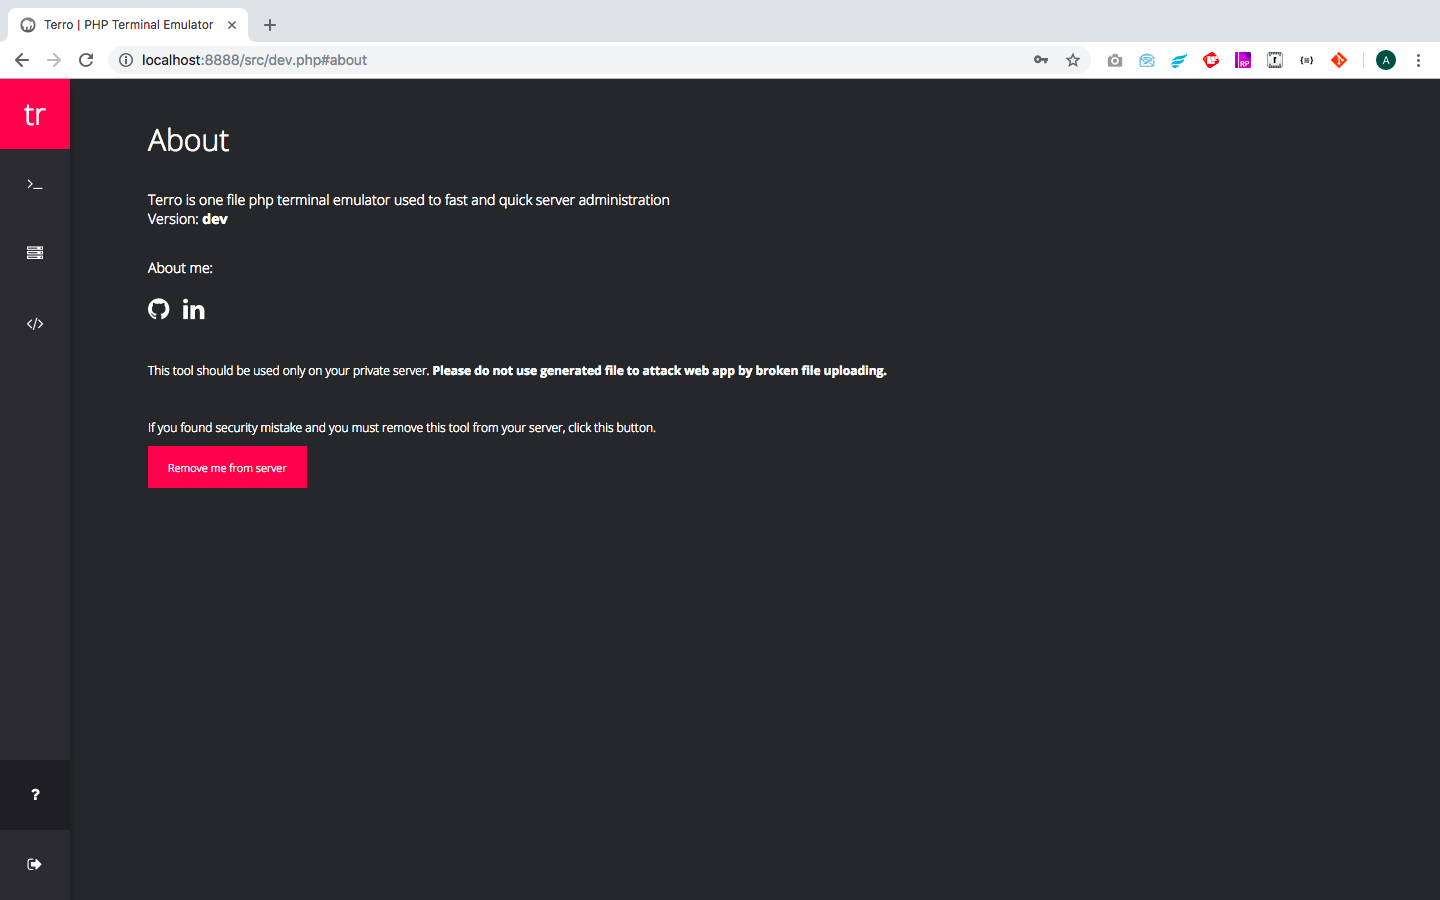 Terro | PHP Terminal Emulator
localhost:8888/src/dev.php#about
RP
r
{≡}
A
tr
>_
</>
?
About
Terro is one file php terminal emulator used to fast and quick server administration
Version: dev
About me:
in
This tool should be used only on your private server. Please do not use generated file to attack web app by broken file uploading.
If you found security mistake and you must remove this tool from your server, click this button.
Remove me from server